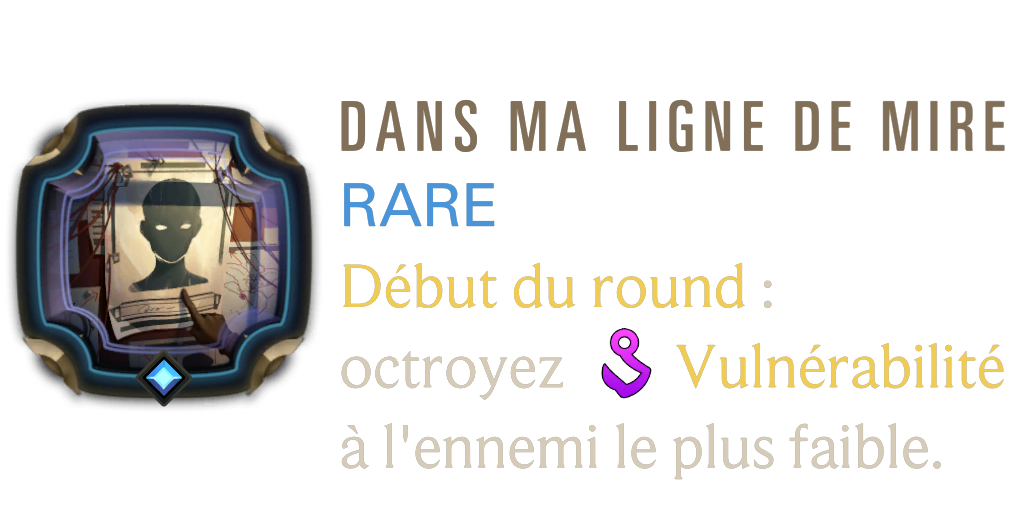 DANS MA LIGNE DE MIRE
RARE
Début du round :
octroyez Vulnérabilité
à l'ennemi le plus faible.